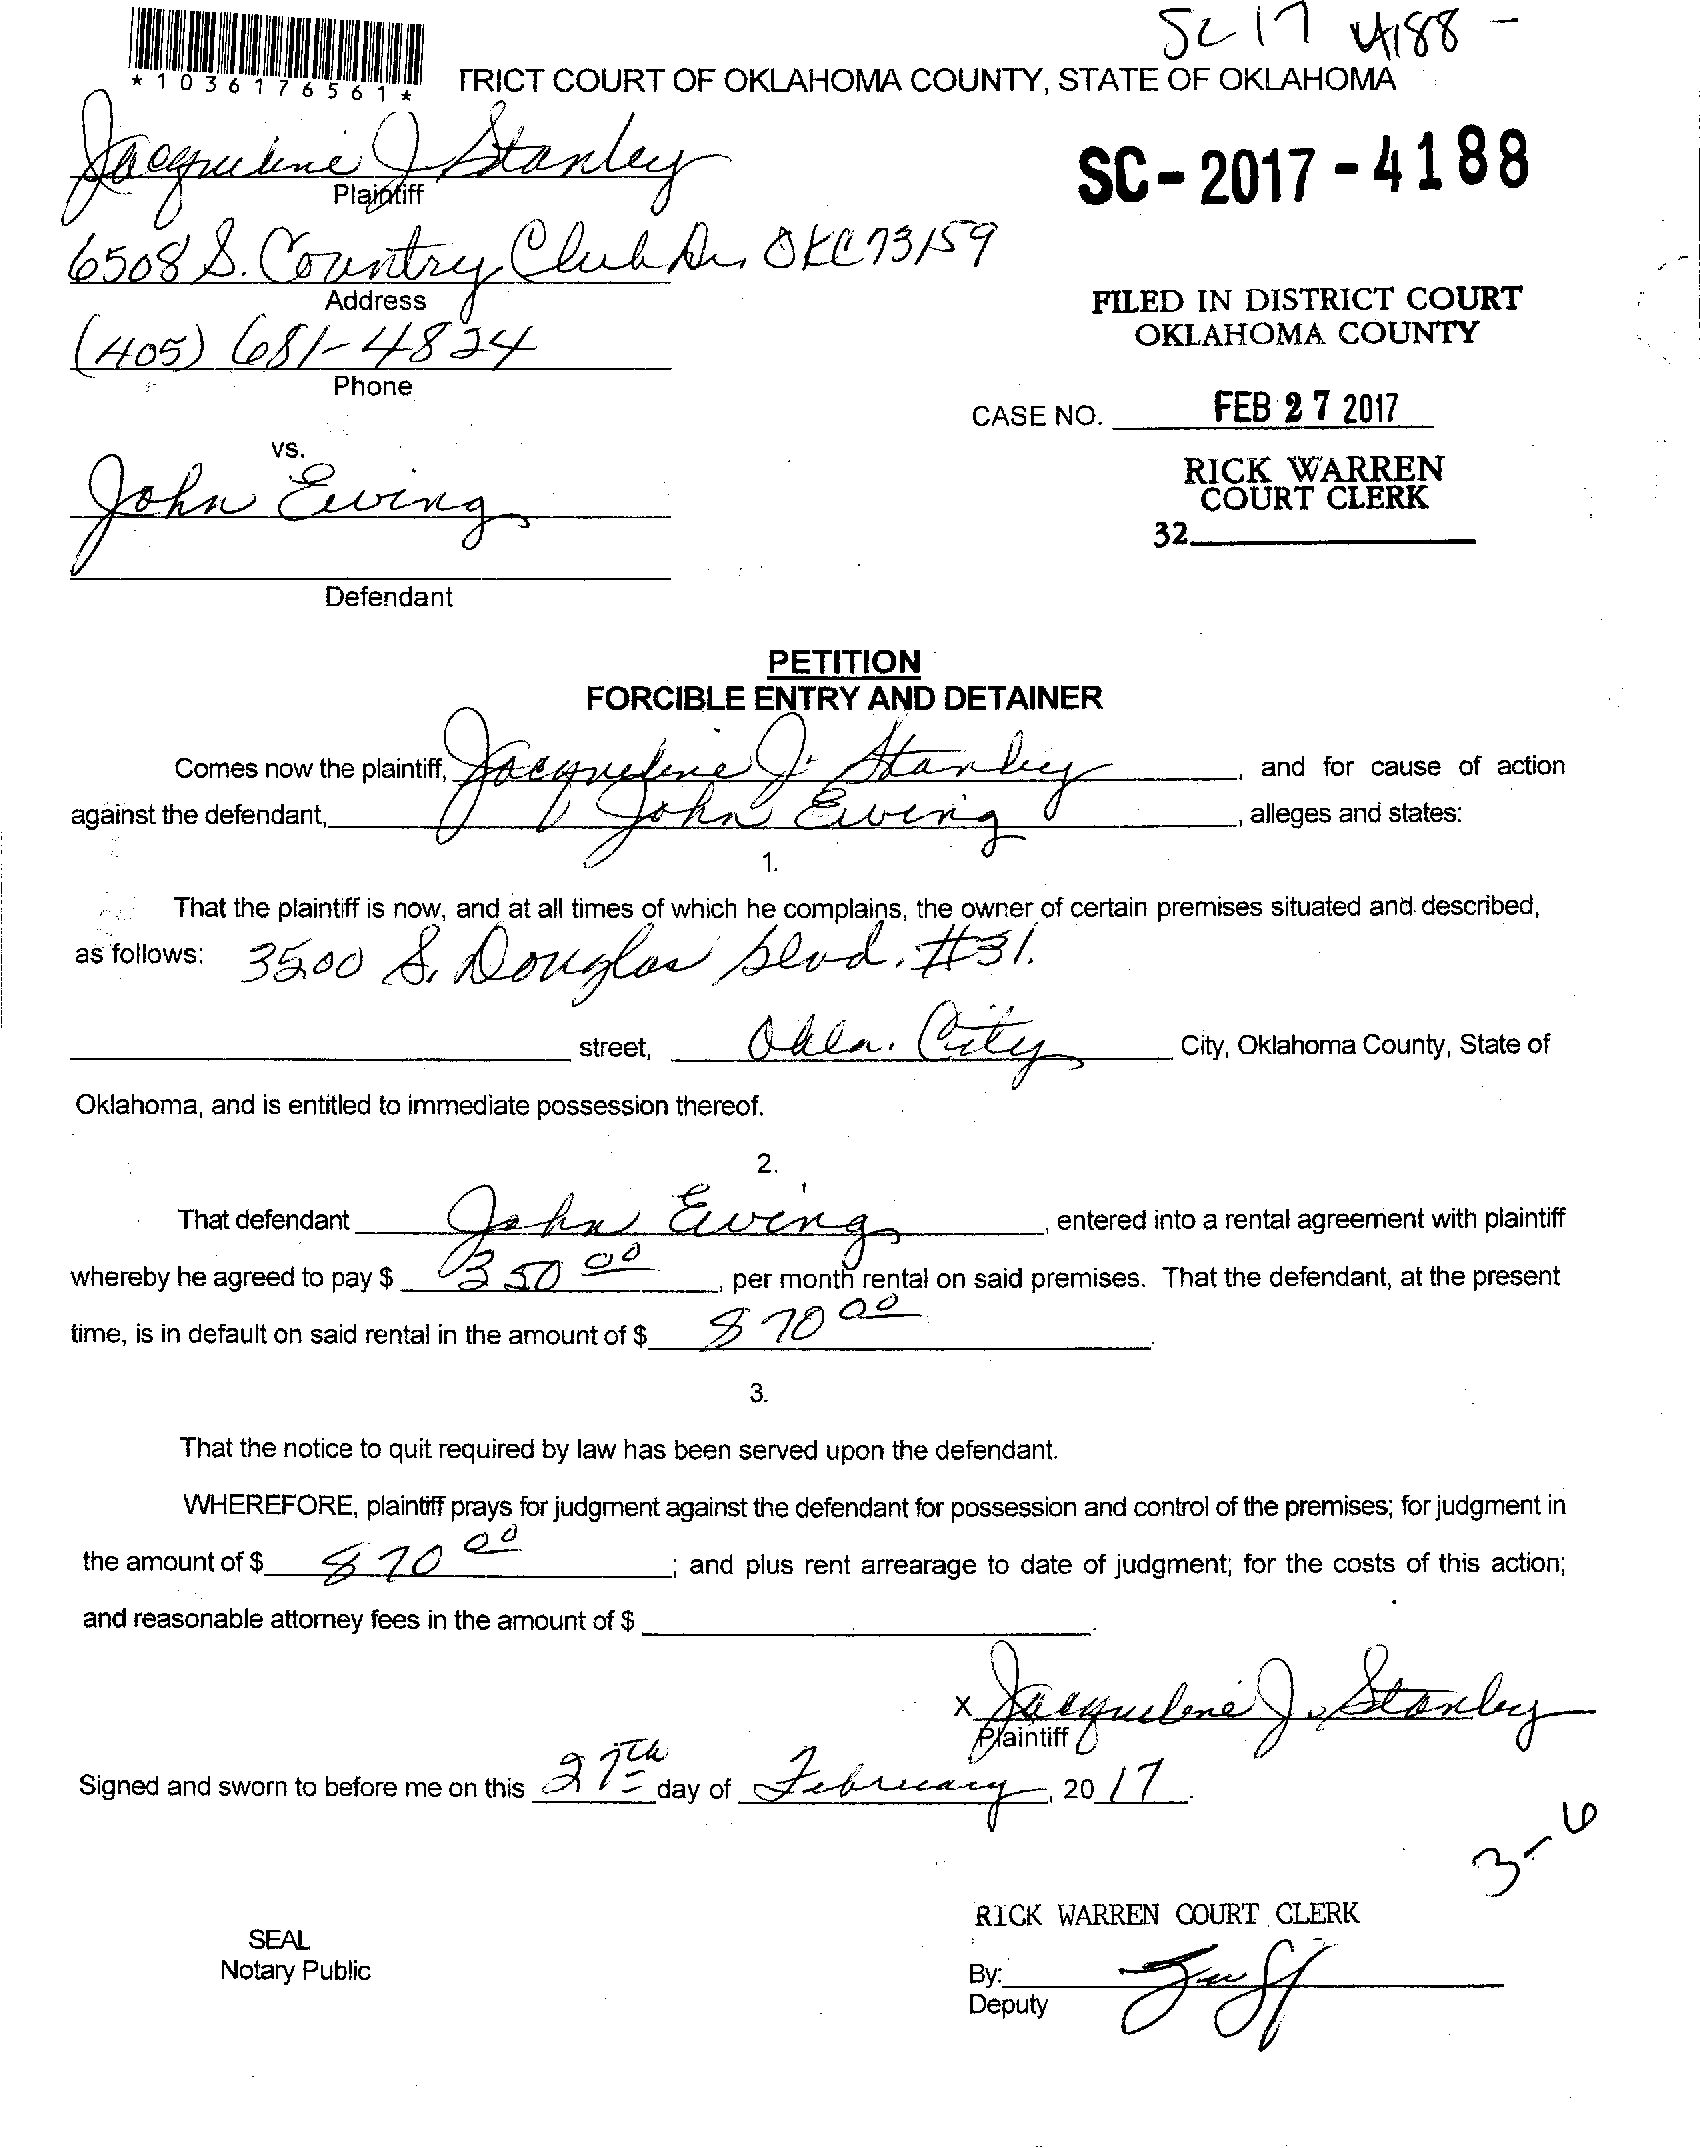 SC 17 4188 -
*1036176561*
TRICT COURT OF OKLAHOMA COUNTY, STATE OF OKLAHOMA
Jacqueline J Stanley
Plaintiff
SC-2017-4188
6508 S. Country Club Dr. OKC 73159
Address
FILED IN DISTRICT COURT
OKLAHOMA COUNTY
(405) 681-4824
Phone
CASE NO. FEB 27 2017
vs.
RICK WARREN
COURT CLERK
John Ewing
32
Defendant
PETITION
FORCIBLE ENTRY AND DETAINER
Comes now the plaintiff, Jacqueline J. Stanley, and for cause of action
against the defendant, John Ewing, alleges and states:
1.
That the plaintiff is now, and at all times of which he complains, the owner of certain premises situated and described,
as follows: 3500 S. Douglas blvd. #31.
street, Okla. City City, Oklahoma County, State of
Oklahoma, and is entitled to immediate possession thereof.
2.
That defendant John Ewing, entered into a rental agreement with plaintiff
whereby he agreed to pay $ 350 00, per month rental on said premises. That the defendant, at the present
time, is in default on said rental in the amount of $ 870 00.
3.
That the notice to quit required by law has been served upon the defendant.
WHEREFORE, plaintiff prays for judgment against the defendant for possession and control of the premises; for judgment in
the amount of $ 870 00; and plus rent arrearage to date of judgment; for the costs of this action;
and reasonable attorney fees in the amount of $ .
x Jacqueline J. Stanley
Plaintiff
Signed and sworn to before me on this 27th day of February, 2017.
3-6
RICK WARREN COURT CLERK
SEAL
Notary Public
By:
Deputy